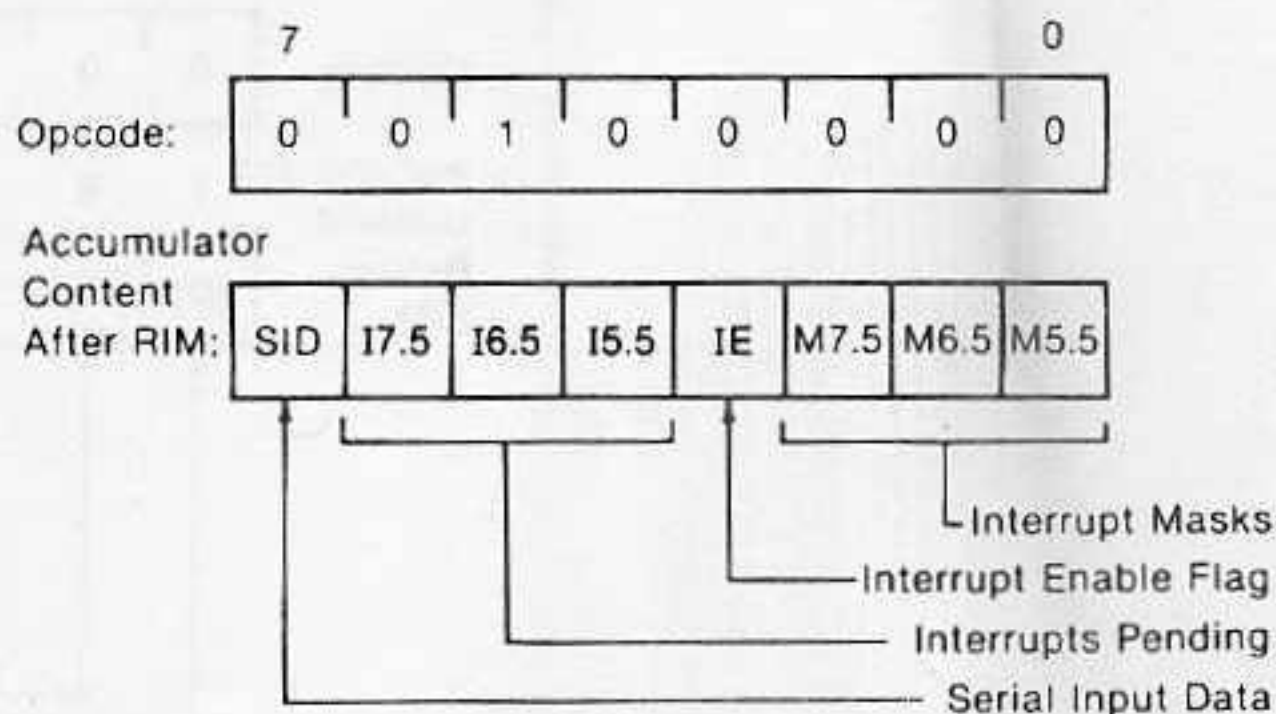 7 0
Opcode: 0 0 1 0 0 0 0 0
Accumulator
Content
After RIM: SID I7.5 I6.5 I5.5 IE M7.5 M6.5 M5.5
Interrupt Masks
Interrupt Enable Flag
Interrupts Pending
Serial Input Data